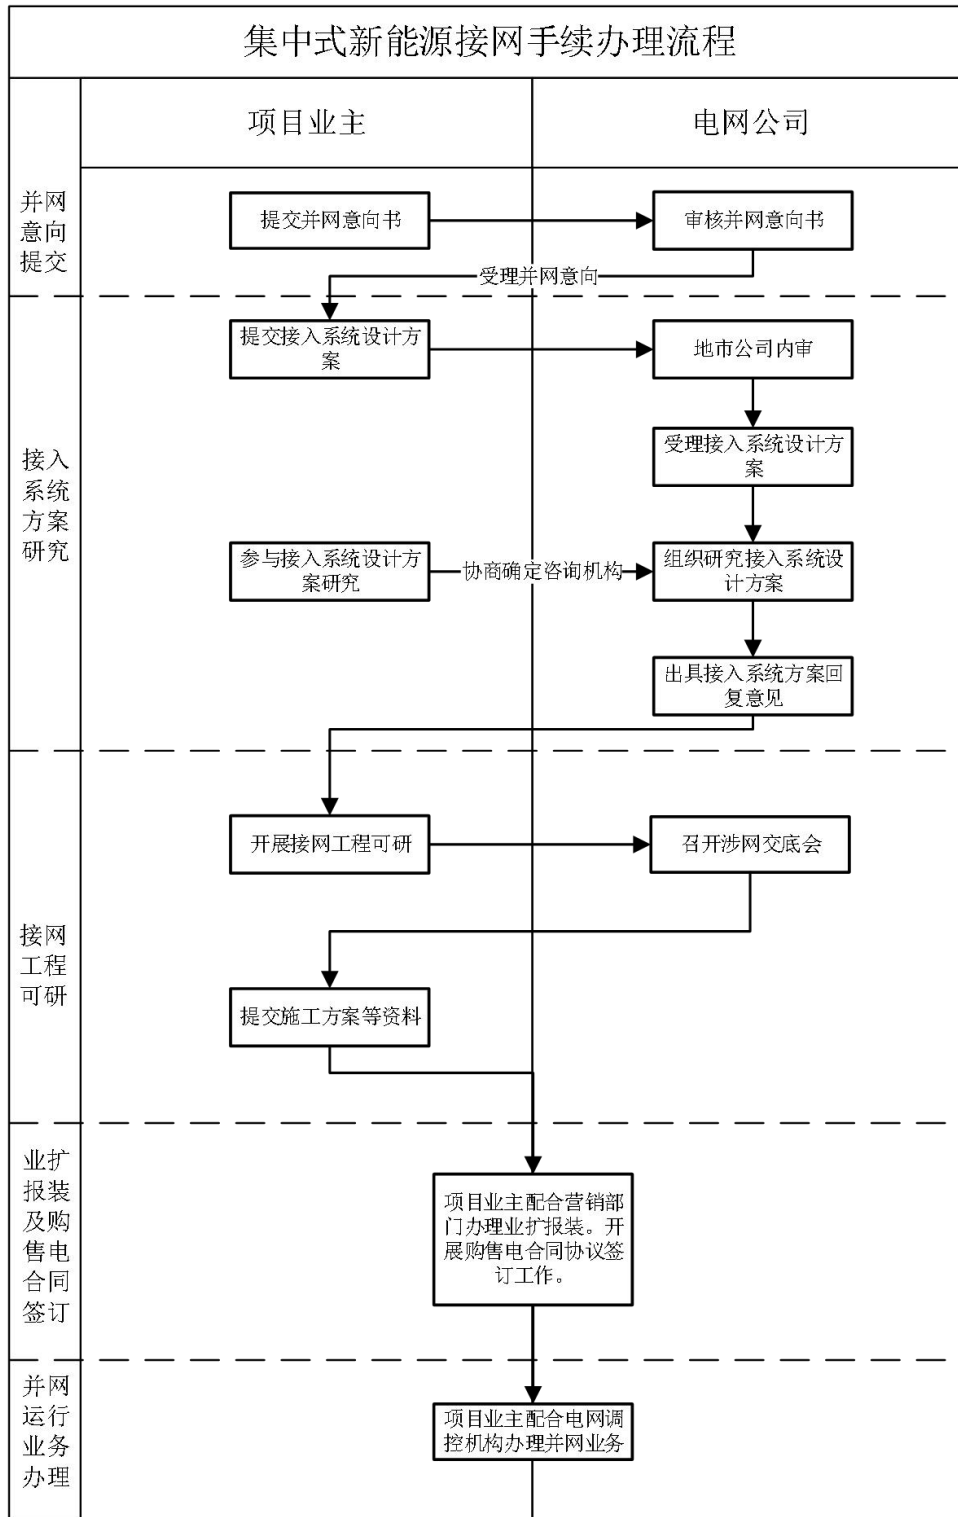 集中式新能源接网手续办理流程
项目业主
电网公司
并网
意向
提交
提交并网意向书
审核并网意向书
受理并网意向
接入
系统
方案
研究
提交接入系统设计方
案
地市公司内审
受理接入系统设计方
案
参与接入系统设计方
案研究
协商确定咨询机构
组织研究接入系统设
计方案
出具接入系统方案回
复意见
接网
工程
可研
开展接网工程可研
召开涉网交底会
提交施工方案等资料
业扩
报装
及购
售电
合同
签订
项目业主配合营销部
门办理业扩报装。开
展购售电合同协议签
订工作。
并网
运行
业务
办理
项目业主配合电网调
控机构办理并网业务